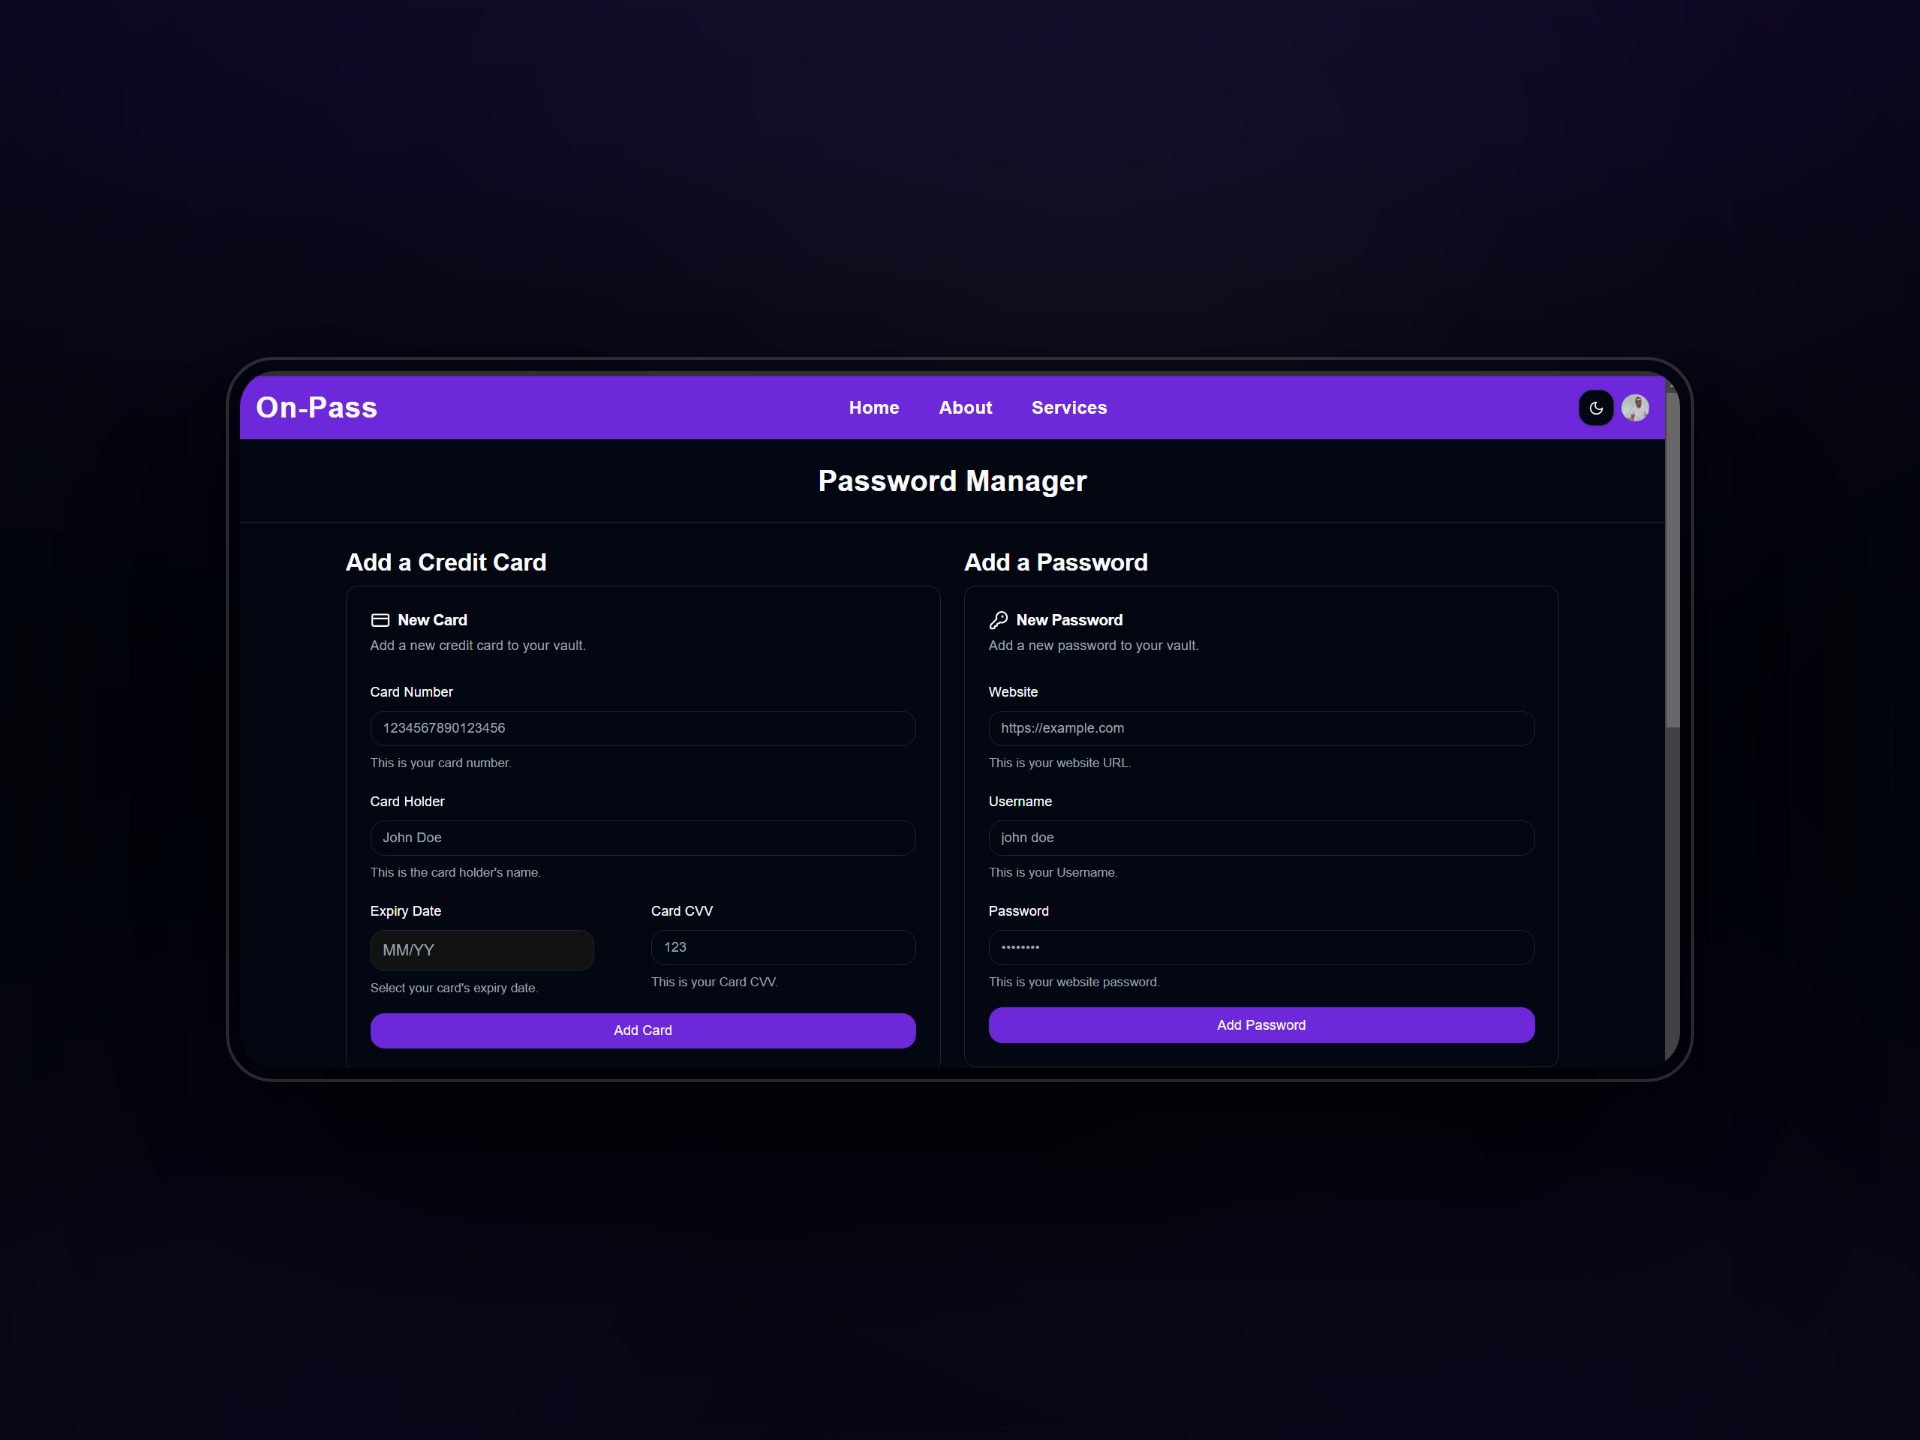 On-Pass
Home
About
Services
Password Manager
Add a Credit Card
New Card
Add a new credit card to your vault.
Card Number
1234567890123456
This is your card number.
Card Holder
John Doe
This is the card holder's name.
Expiry Date
MM/YY
Select your card's expiry date.
Card CVV
123
This is your Card CVV.
Add Card
Add a Password
New Password
Add a new password to your vault.
Website
https://example.com
This is your website URL.
Username
john doe
This is your Username.
Password
••••••••
This is your website password.
Add Password